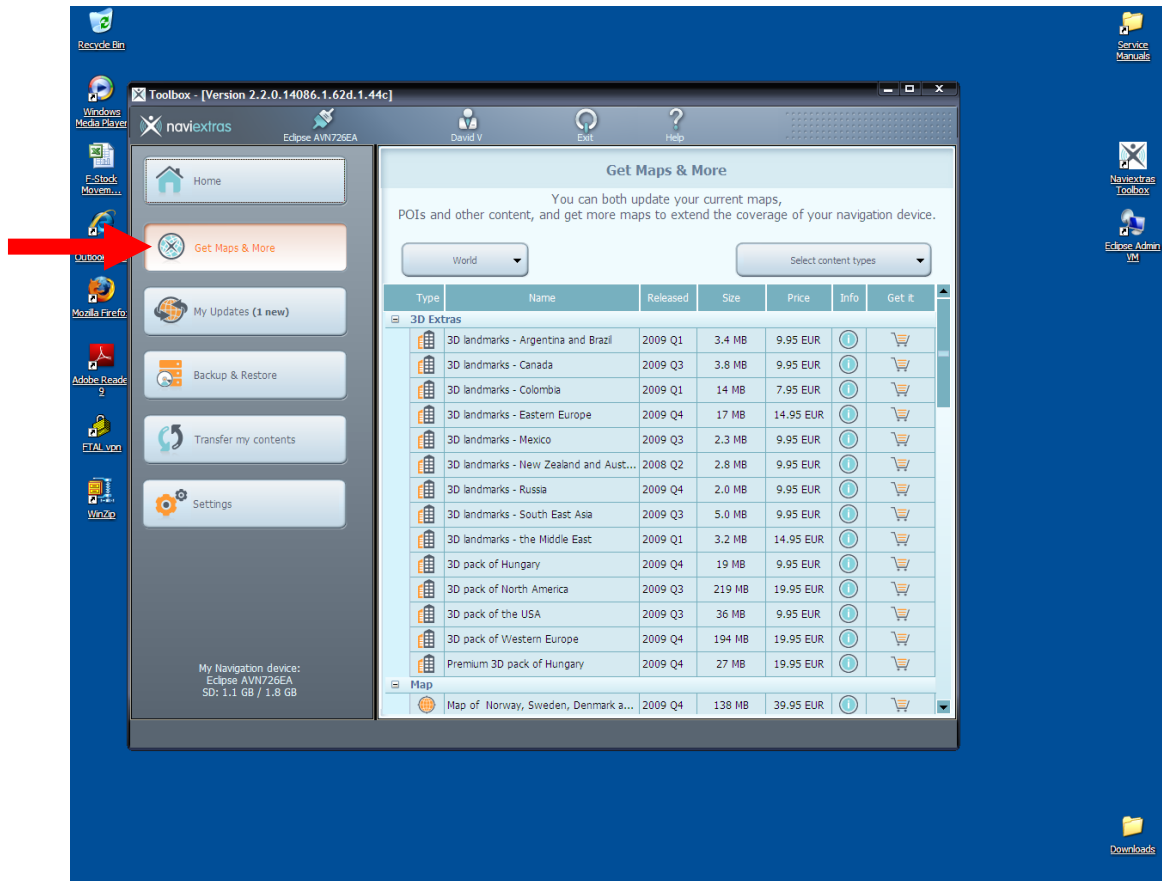 Recycle Bin
Service
Manuals
Windows
Media Player
F-Stock
Movem...
Mozilla Firefo
Adobe Reade
9
FTAL vpn
WinZip
Naviextras
Toolbox
Eclipse Admin
VM
Downloads
Toolbox - [Version 2.2.0.14086.1.62d.1.44c]
naviextras
Eclipse AVN726EA
David V
Exit
Help
Home
Get Maps & More
My Updates (1 new)
Backup & Restore
Transfer my contents
Settings
My Navigation device:
Eclipse AVN726EA
SD: 1.1 GB / 1.8 GB
Get Maps & More
You can both update your current maps,
POIs and other content, and get more maps to extend the coverage of your navigation device.
World
Select content types
Type Name Released Size Price Info Get it
3D Extras
3D landmarks - Argentina and Brazil 2009 Q1 3.4 MB 9.95 EUR
3D landmarks - Canada 2009 Q3 3.8 MB 9.95 EUR
3D landmarks - Colombia 2009 Q1 14 MB 7.95 EUR
3D landmarks - Eastern Europe 2009 Q4 17 MB 14.95 EUR
3D landmarks - Mexico 2009 Q3 2.3 MB 9.95 EUR
3D landmarks - New Zealand and Aust... 2008 Q2 2.8 MB 9.95 EUR
3D landmarks - Russia 2009 Q4 2.0 MB 9.95 EUR
3D landmarks - South East Asia 2009 Q3 5.0 MB 9.95 EUR
3D landmarks - the Middle East 2009 Q1 3.2 MB 14.95 EUR
3D pack of Hungary 2009 Q4 19 MB 9.95 EUR
3D pack of North America 2009 Q3 219 MB 19.95 EUR
3D pack of the USA 2009 Q3 36 MB 9.95 EUR
3D pack of Western Europe 2009 Q4 194 MB 19.95 EUR
Premium 3D pack of Hungary 2009 Q4 27 MB 19.95 EUR
Map
Map of Norway, Sweden, Denmark a... 2009 Q4 138 MB 39.95 EUR